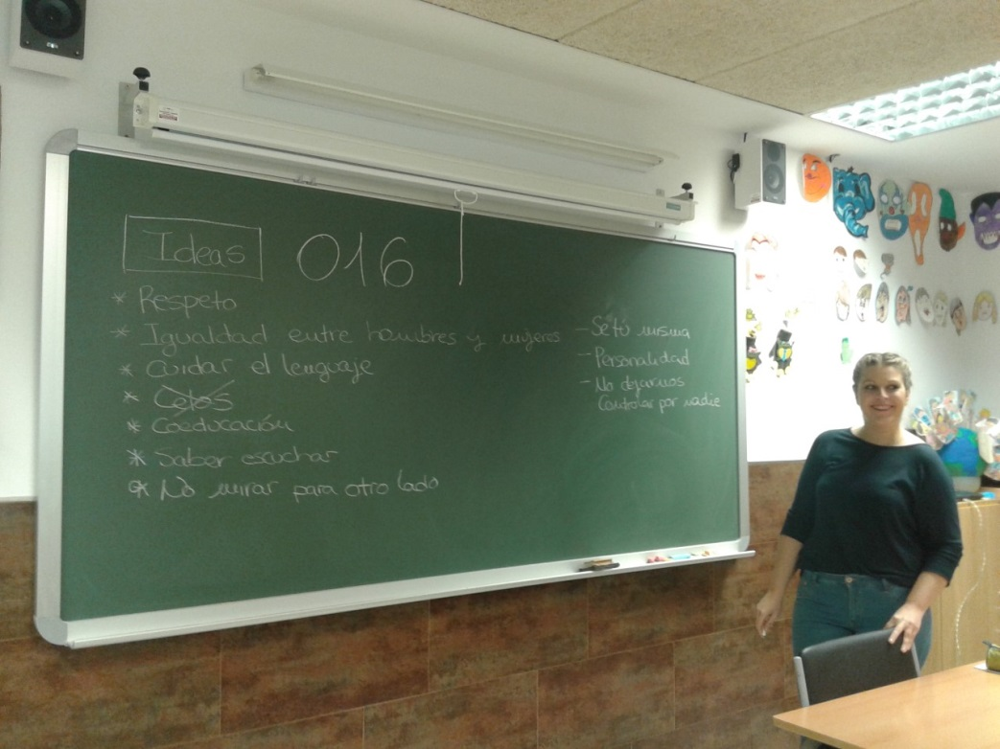 Ideas 016
* Respeto
* Igualdad entre hombres y mujeres
* Cuidar el lenguaje
* Celos
* Coeducación
* Saber escuchar
* No mirar para otro lado
- Se tú misma
- Personalidad
- No dejarnos
Controlar por nadie